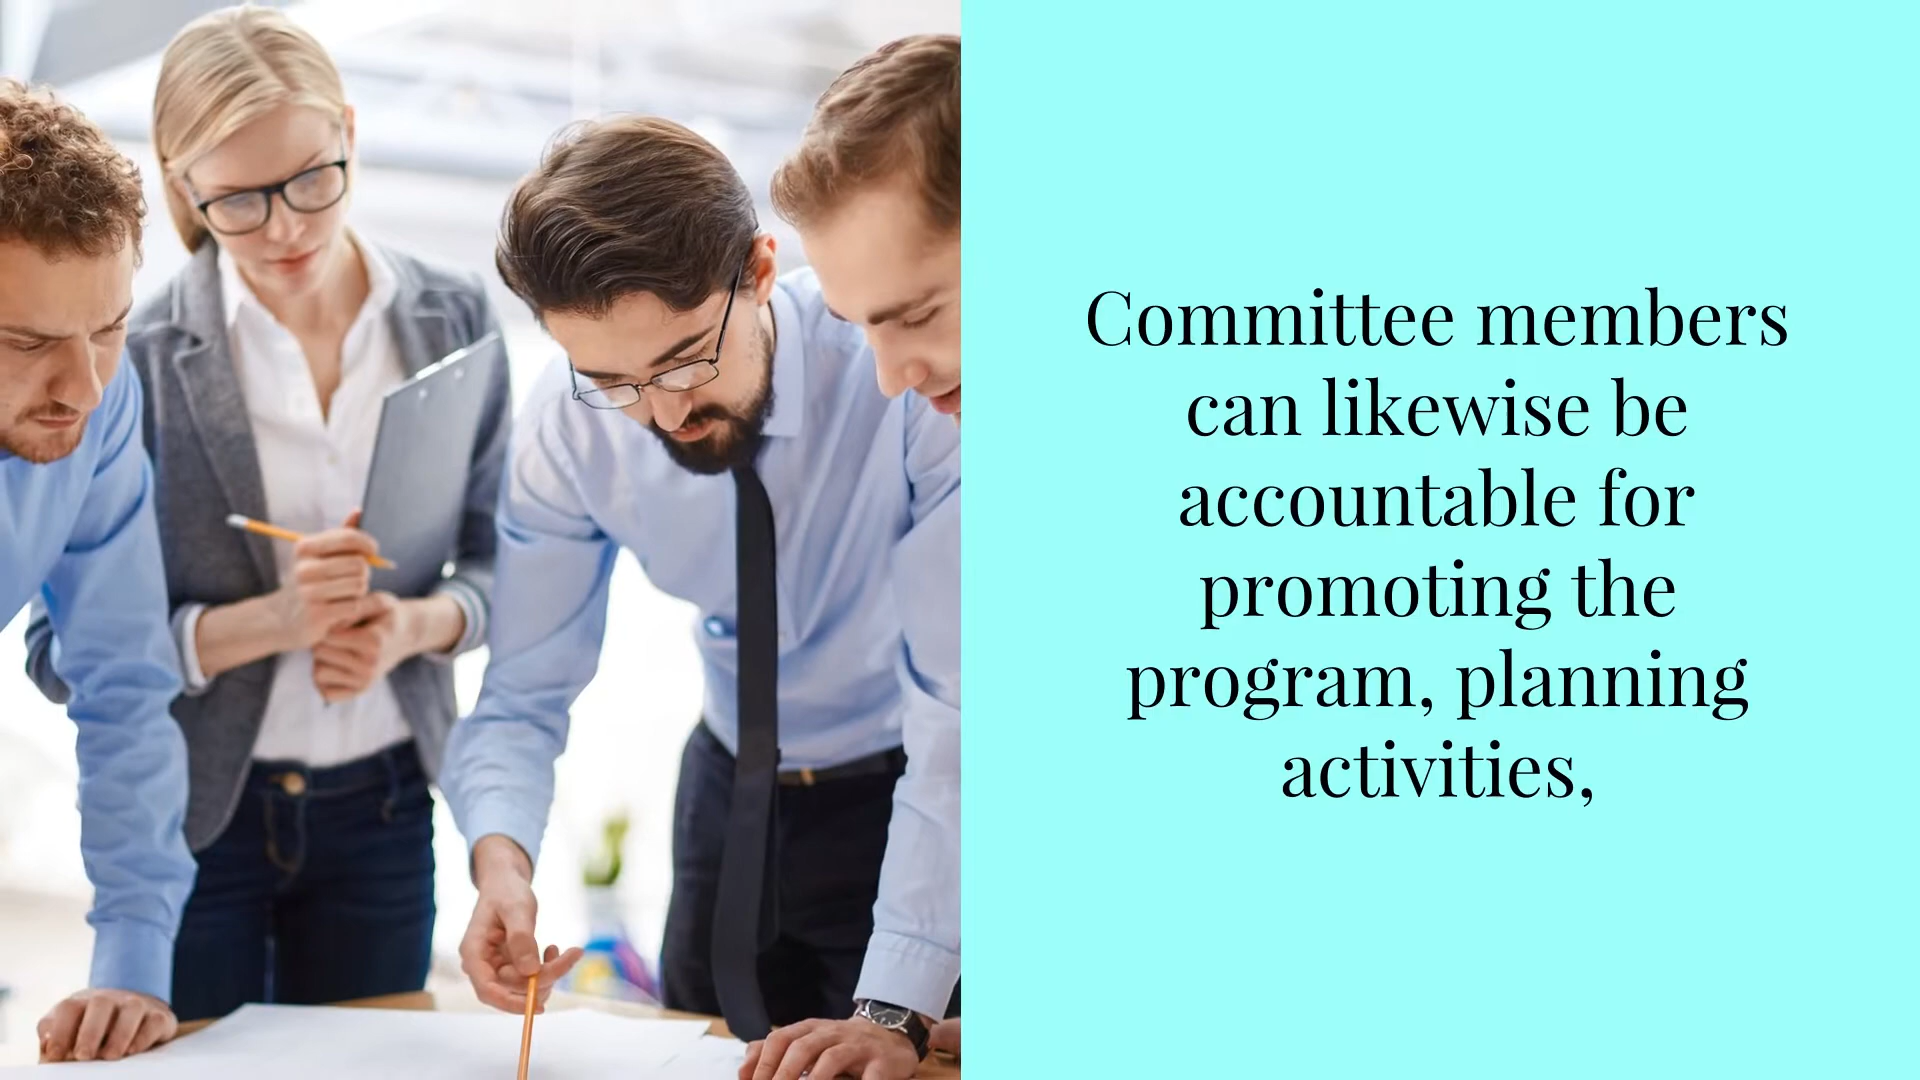 Committee members
can likewise be
accountable for
promoting the
program, planning
activities,